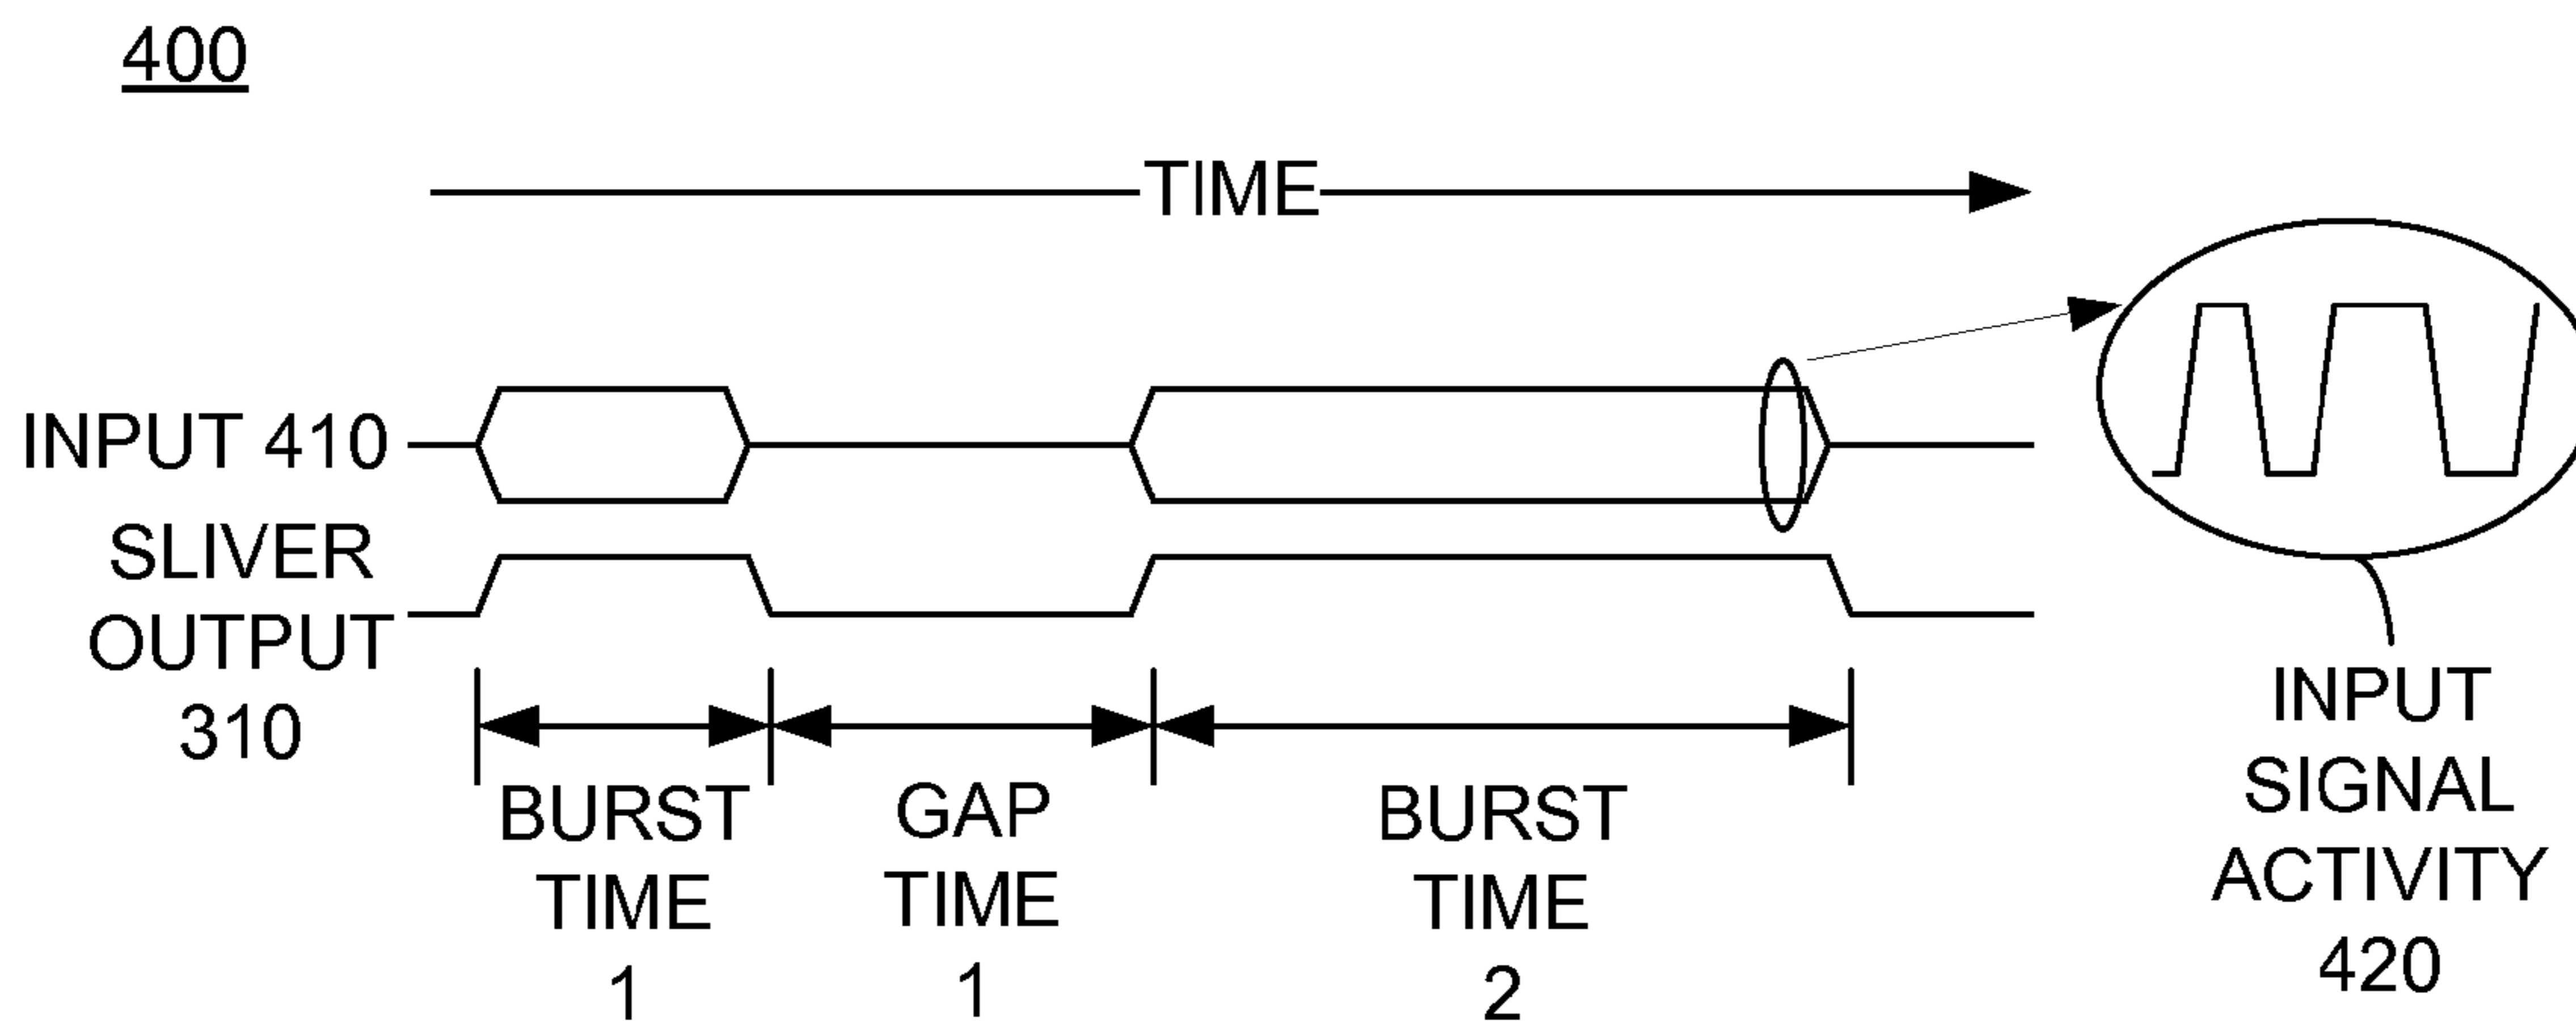 400
TIME
INPUT 410
SLIVER
OUTPUT
310
BURST
TIME
1
GAP
TIME
1
BURST
TIME
2
INPUT
SIGNAL
ACTIVITY
420